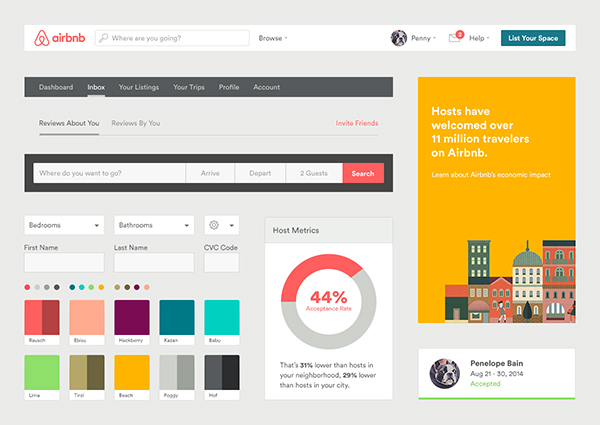 airbnb
Where are you going?
Browse
Penny
2
Help
List Your Space
Dashboard
Inbox
Your Listings
Your Trips
Profile
Account
Reviews About You
Reviews By You
Invite Friends
Where do you want to go?
Arrive
Depart
2 Guests
Search
Hosts have
welcomed over
11 million travelers
on Airbnb.
Learn about Airbnb's economic impact
Bedrooms
Bathrooms
First Name
Last Name
CVC Code
Rausch
Ebisu
Hackberry
Kazan
Babu
Lima
Tirol
Beach
Foggy
Hof
Host Metrics
44%
Acceptance Rate
That's 31% lower than hosts in
your neighborhood, 29% lower
than hosts in your city.
Penelope Bain
Aug 21 - 30, 2014
Accepted